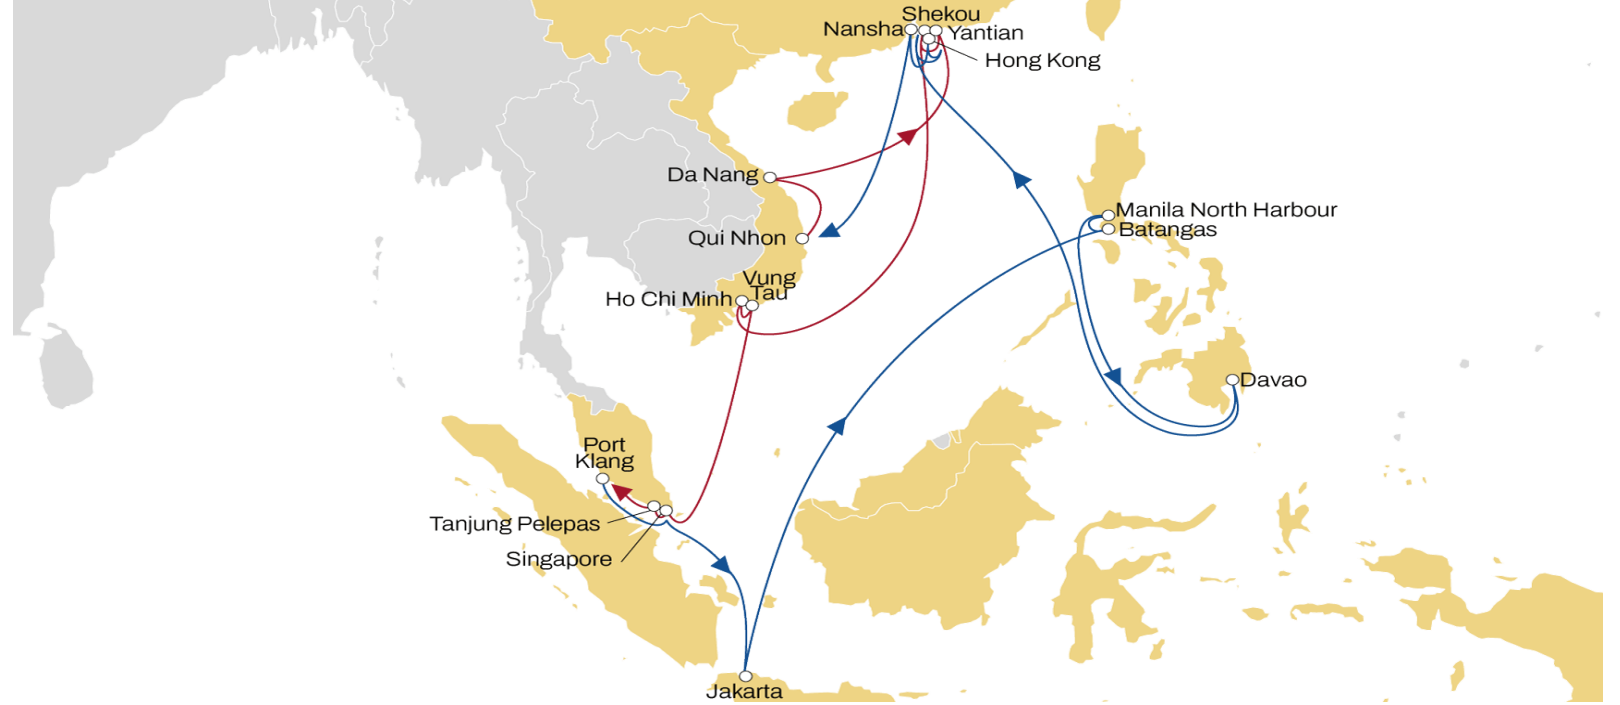 Shekou
Nansha
Yantian
Hong Kong
Da Nang
Manila North Harbour
Batangas
Qui Nhon
Vung
Tau
Ho Chi Minh
Davao
Port
Klang
Tanjung Pelepas
Singapore
Jakarta